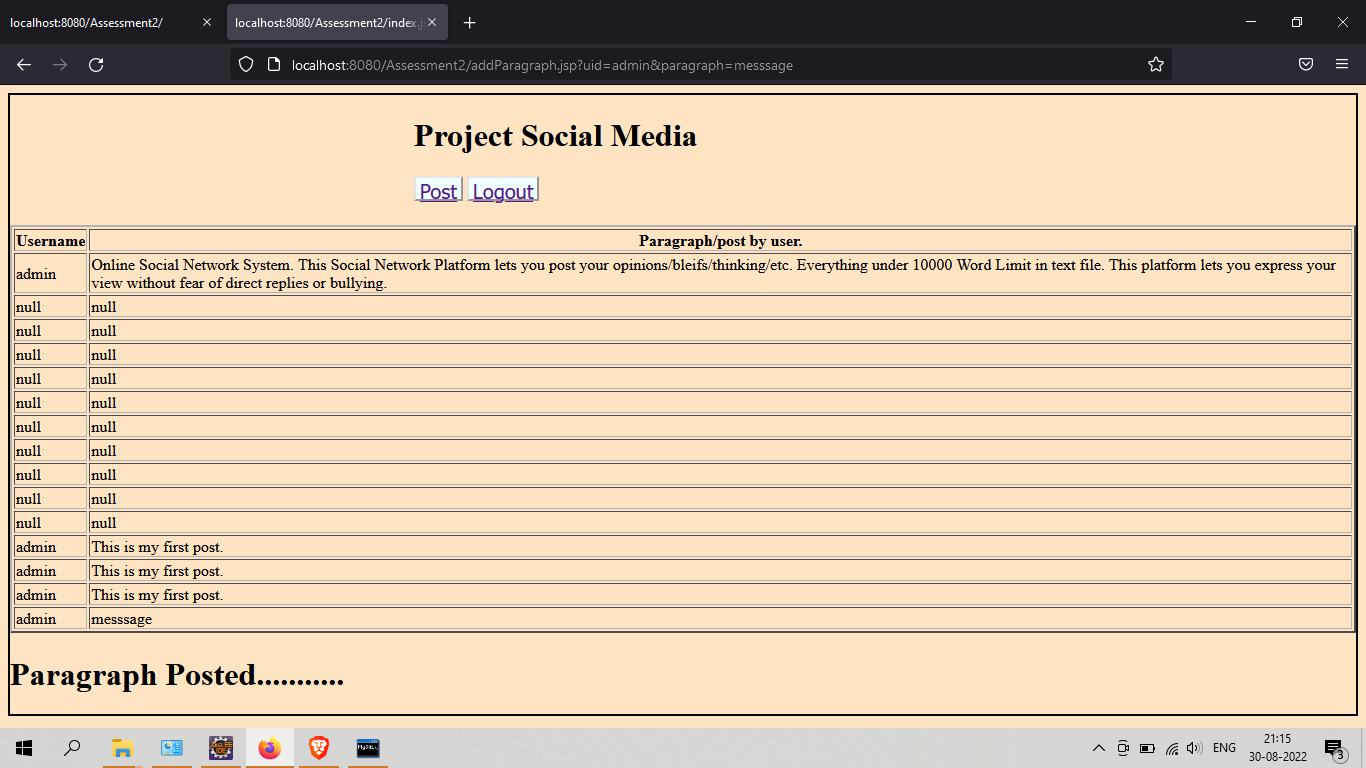 localhost:8080/Assessment2/
localhost:8080/Assessment2/index.j
localhost:8080/Assessment2/addParagraph.jsp?uid=admin&paragraph=messsage
Project Social Media
Post Logout
Username Paragraph/post by user.
admin Online Social Network System. This Social Network Platform lets you post your opinions/bleifs/thinking/etc. Everything under 10000 Word Limit in text file. This platform lets you express your
view without fear of direct replies or bullying.
null null
null null
null null
null null
null null
null null
null null
null null
null null
null null
admin This is my first post.
admin This is my first post.
admin This is my first post.
admin messsage
Paragraph Posted...........
JAVA EE
IDE
MySQL
ENG
21:15
30-08-2022
3